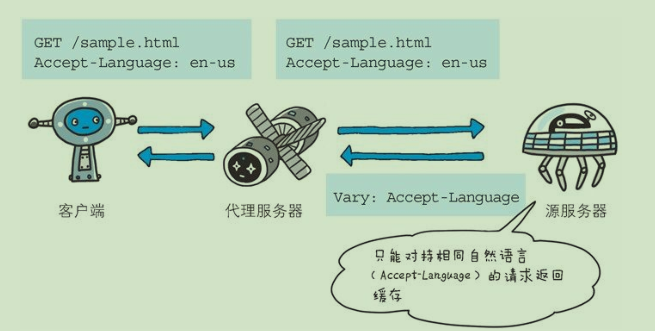 GET /sample.html
Accept-Language: en-us
GET /sample.html
Accept-Language: en-us
Vary: Accept-Language
客户端
代理服务器
源服务器
只能对持相同自然语言
(Accept-Language)的请求返回
缓存